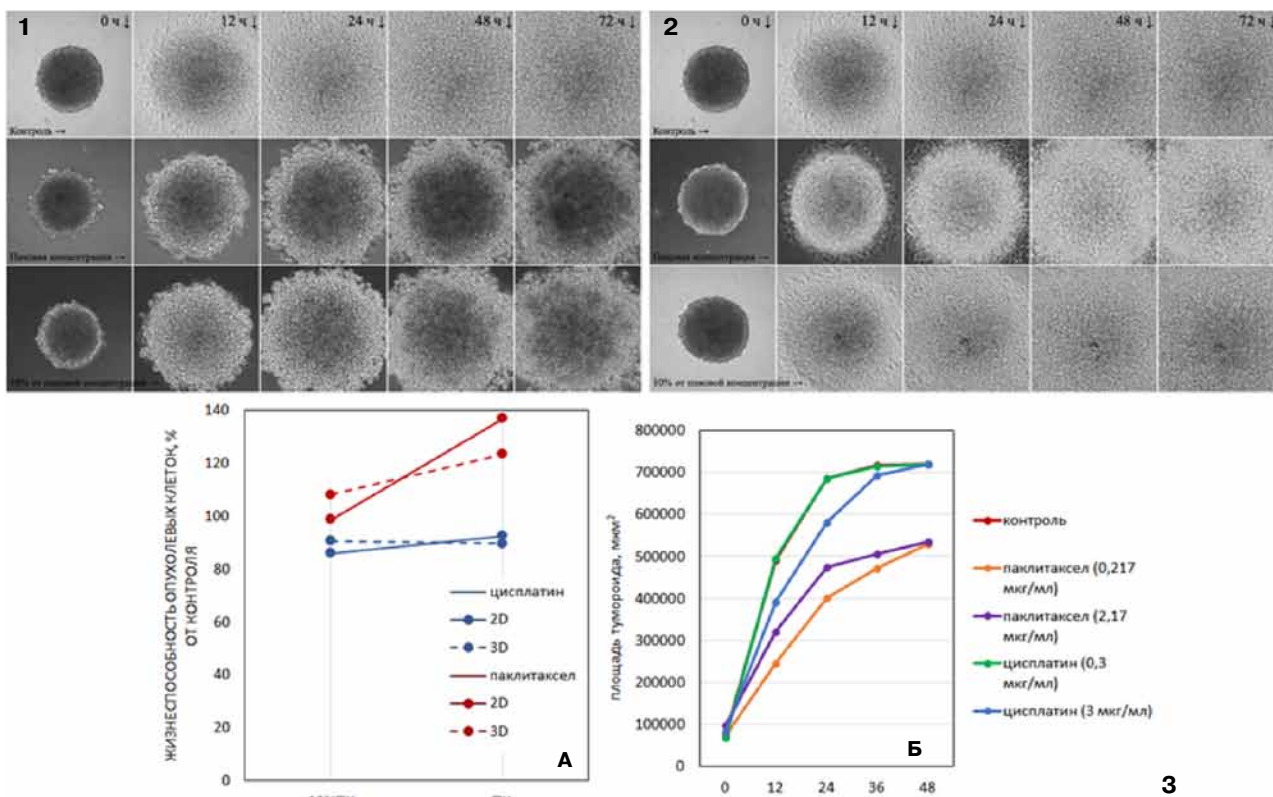 1
0 ч ↓
12 ч ↓
24 ч ↓
48 ч ↓
72 ч ↓
Контроль →
Пиковая концентрация →
10% от пиковой концентрации →
2
0 ч ↓
12 ч ↓
24 ч ↓
48 ч ↓
72 ч ↓
Контроль →
Пиковая концентрация →
10% от пиковой концентрации →
ЖИЗНЕСПОСОБНОСТЬ ОПУХОЛЕВЫХ КЛЕТОК, %
ОТ КОНТРОЛЯ
140
120
100
80
60
40
20
0
цисплатин
2D
3D
паклитаксел
2D
3D
А
площадь тумороида, мкм²
800000
700000
600000
500000
400000
300000
200000
100000
0
0
12
24
36
48
Б
контроль
паклитаксел (0,217
мкг/мл)
паклитаксел (2,17
мкг/мл)
цисплатин (0,3
мкг/мл)
цисплатин (3 мкг/мл)
3